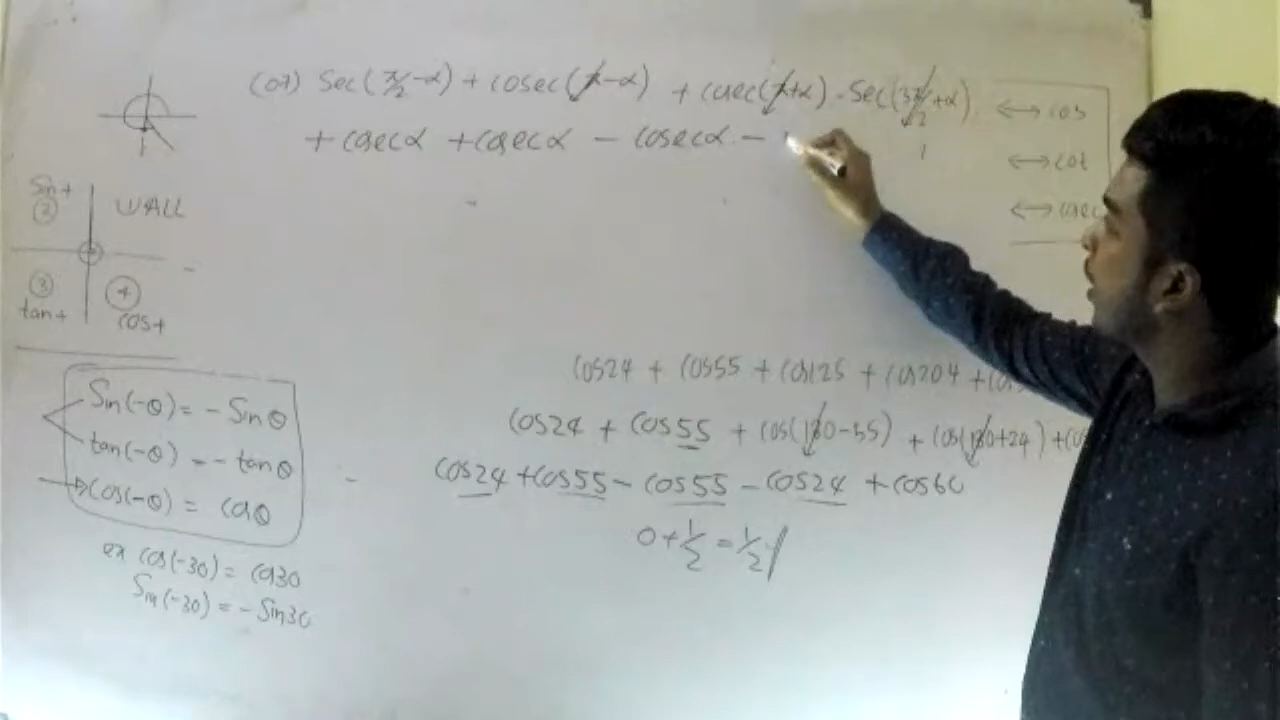 (07) Sec(π/2-α) + cosec(π-α) + cosec(π+α) - Sec(3π/2+α)
+ cosecα + cosecα - cosecα -
1
⟷ cos
⟷ cot
⟷ cosec
Sin +
② WALL
③ ④
tan + cos +
Sin(-θ) = - Sinθ
tan(-θ) = - tanθ
cos(-θ) = cosθ
ex cos(-30) = cos30
Sin(-30) = - Sin30
Cos24 + Cos55 + cos125 + cos204 +
Cos24 + Cos55 + cos(180-55) + cos(180+24) +
Cos24 + Cos55 - Cos55 - Cos24 + Cos60
0 + 1/2 = 1/2